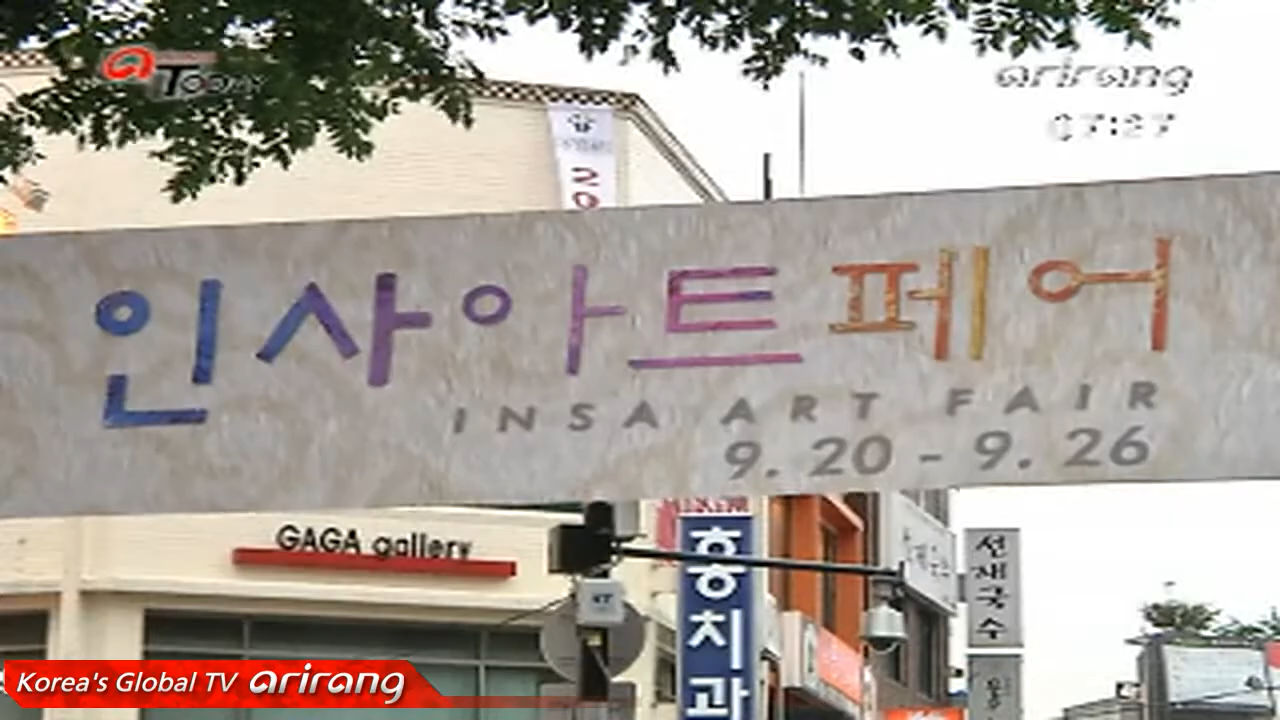 a Today
arirang
07:27
인사아트페어
INSA ART FAIR
9. 20 - 9. 26
GAGA gallery
홍치과
선재국수
Korea's Global TV arirang